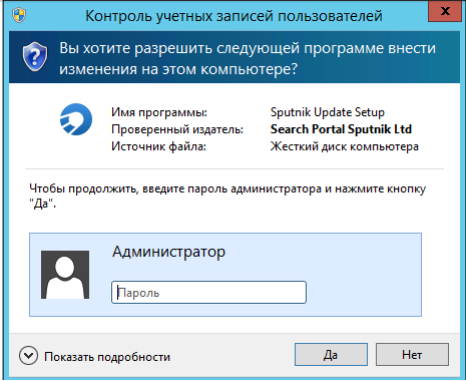 Контроль учетных записей пользователей
Вы хотите разрешить следующей программе внести
изменения на этом компьютере?
Имя программы: Sputnik Update Setup
Проверенный издатель: Search Portal Sputnik Ltd
Источник файла: Жесткий диск компьютера
Чтобы продолжить, введите пароль администратора и нажмите кнопку
"Да".
Администратор
Пароль
Показать подробности
Да
Нет